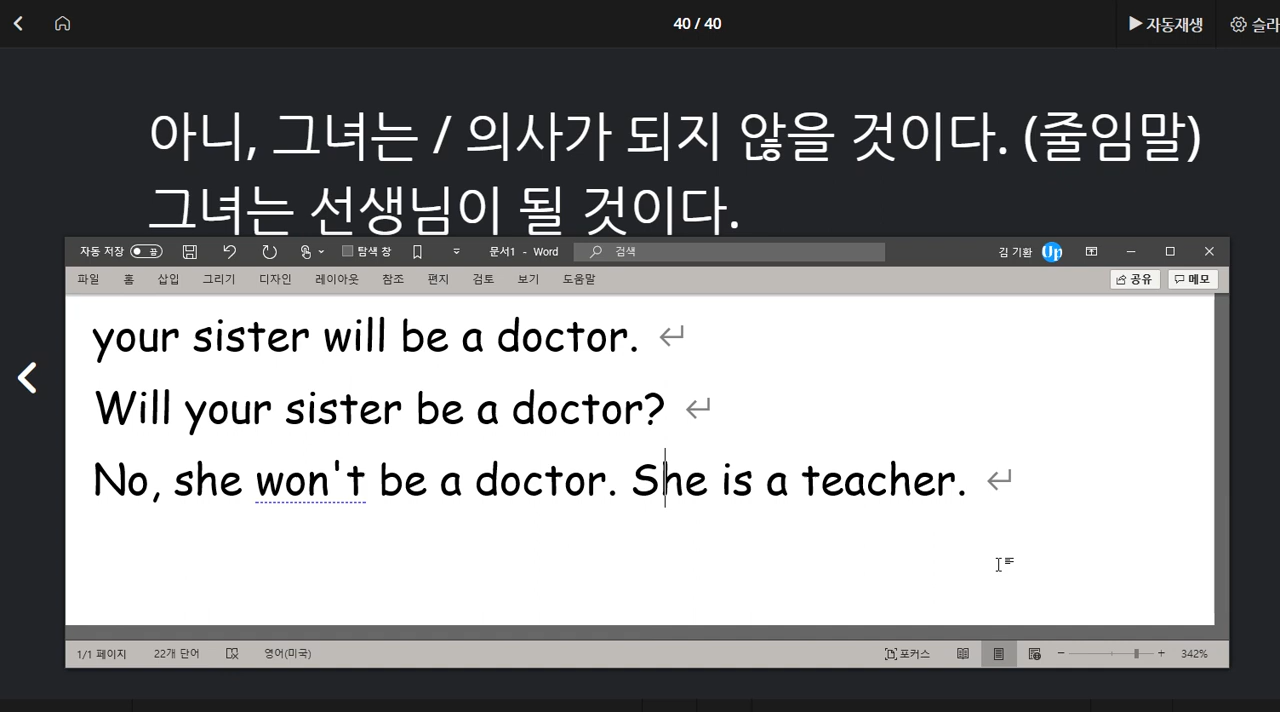 40 / 40
▶ 자동재생
슬라
아니, 그녀는 / 의사가 되지 않을 것이다. (줄임말)
그녀는 선생님이 될 것이다.
자동 저장 끔 탐색 창 문서1 - Word 검색 김 기환 Up
파일 홈 삽입 그리기 디자인 레이아웃 참조 편지 검토 보기 도움말 공유 메모
your sister will be a doctor. ↵
Will your sister be a doctor? ↵
No, she won't be a doctor. She is a teacher. ↵
1/1 페이지 22개 단어 영어(미국) 포커스 − + 342%